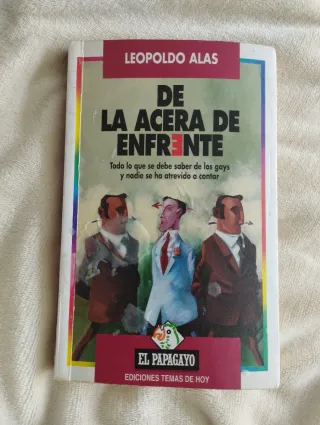 LEOPOLDO ALAS
DE
LA ACERA DE
ENFRENTE
Todo lo que se debe saber de los gays
y nadie se ha atrevido a contar
EL PAPAGAYO
EDICIONES TEMAS DE HOY